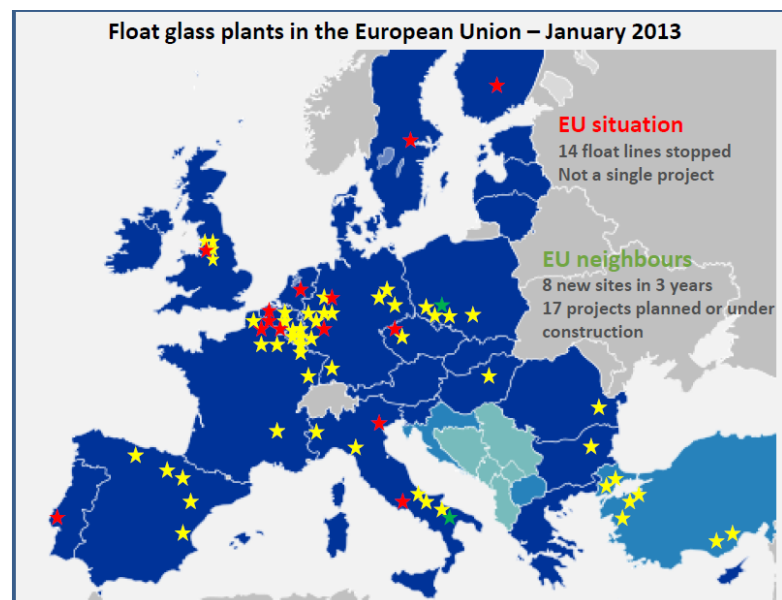 Float glass plants in the European Union – January 2013
EU situation
14 float lines stopped
Not a single project
EU neighbours
8 new sites in 3 years
17 projects planned or under
construction